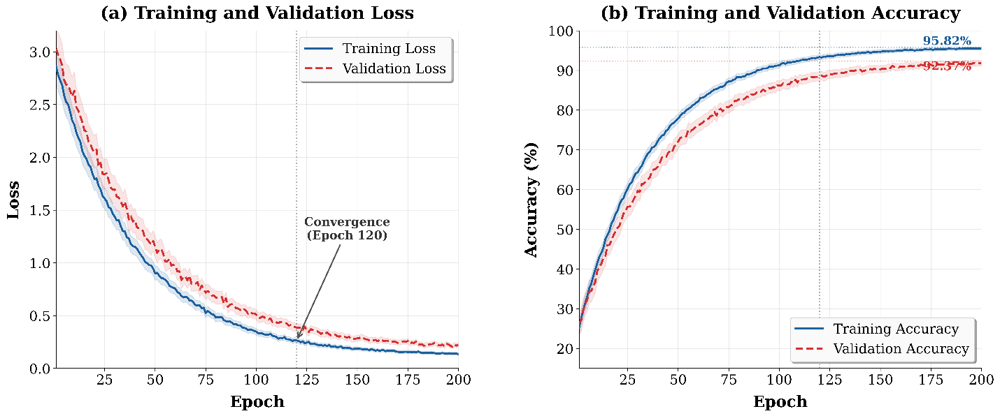 (a) Training and Validation Loss
3.0
2.5
2.0
1.5
1.0
0.5
0.0
Loss
Training Loss
Validation Loss
Convergence
(Epoch 120)
25
50
75
100
125
150
175
200
Epoch
(b) Training and Validation Accuracy
100
90
80
70
60
50
40
30
20
Accuracy (%)
95.82%
92.37%
Training Accuracy
Validation Accuracy
25
50
75
100
125
150
175
200
Epoch